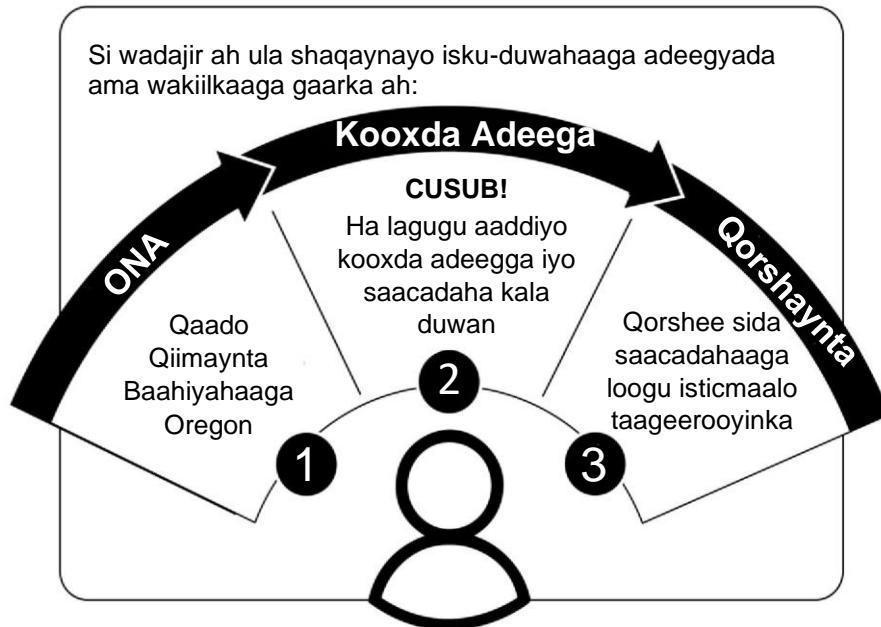 Si wadajir ah ula shaqaynayo isku-duwahaaga adeegyada
ama wakiilkaaga gaarka ah:
ONA
Qaado
Qiimaynta
Baahiyahaaga
Oregon
1
Kooxda Adeega
CUSUB!
Ha lagugu aaddiyo
kooxda adeegga iyo
saacadaha kala
duwan
2
Qorshaynta
Qorshee sida
saacadahaaga
loogu isticmaalo
taageerooyinka
3